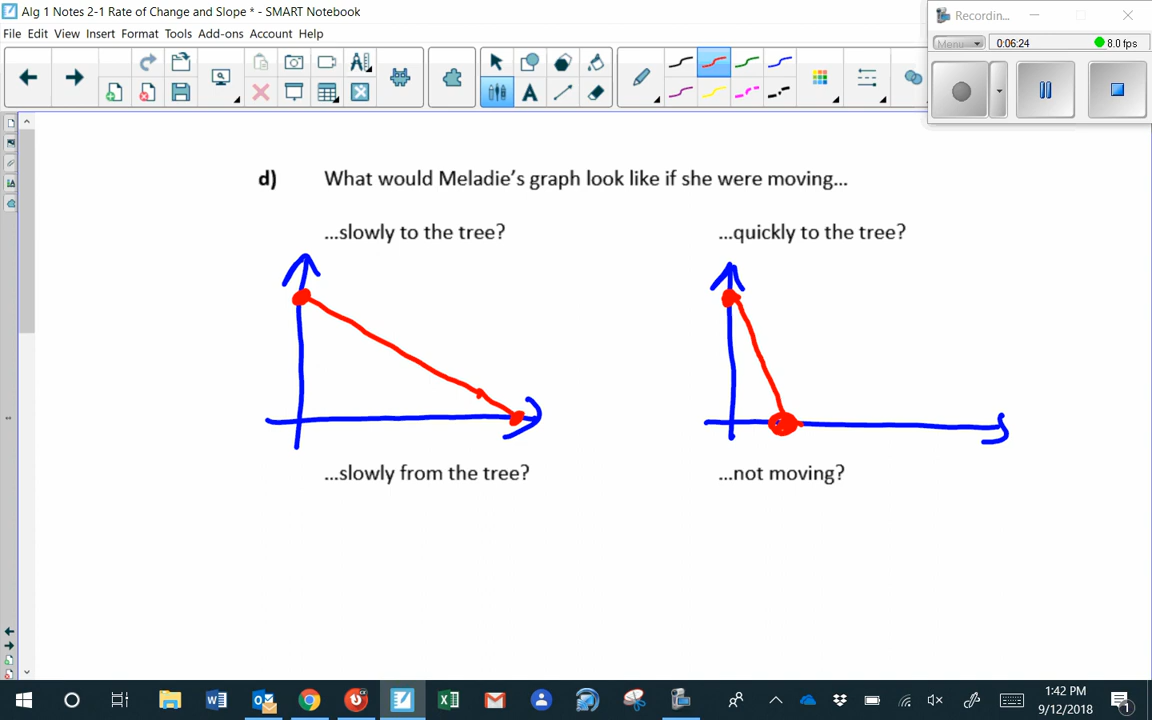 Alg 1 Notes 2-1 Rate of Change and Slope * - SMART Notebook
File Edit View Insert Format Tools Add-ons Account Help
Recordin...
Menu
0:06:24
8.0 fps
d) What would Meladie's graph look like if she were moving...
...slowly to the tree?
...quickly to the tree?
...slowly from the tree?
...not moving?
1:42 PM
9/12/2018
1